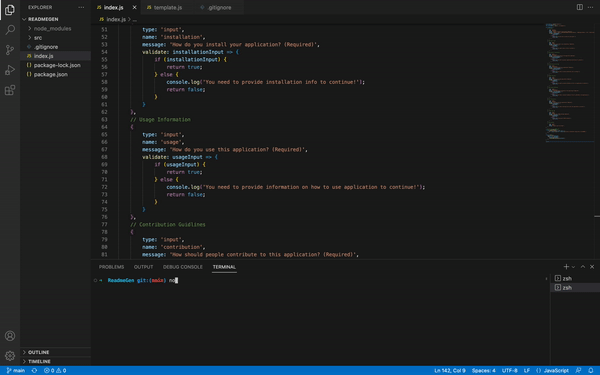 EXPLORER
READMEGEN
node_modules
src
.gitignore
index.js
package-lock.json
package.json
OUTLINE
TIMELINE
index.js
template.js
.gitignore
index.js > ...
51 type: 'input',
52 name: "installation",
53 message: "How do you install your application? (Required)",
54 validate: installationInput => {
55 if (installationInput) {
56 return true;
57 } else {
58 console.log("You need to provide installation info to continue!");
59 return false;
60 }
61 }
62 },
63 // Usage Information
64 {
65 type: 'input',
66 name: "usage",
67 message: "How do you use this application? (Required)",
68 validate: usageInput => {
69 if (usageInput) {
70 return true;
71 } else {
72 console.log("You need to provide information on how to use application to continue!");
73 return false;
74 }
75 }
76 },
77 // Contribution Guidlines
78 {
79 type: 'input',
80 name: "contribution",
81 message: "How should people contribute to this application? (Required)",
PROBLEMS OUTPUT DEBUG CONSOLE TERMINAL
→ ReadmeGen git:(main) no
zsh
zsh
main 0 0 Ln 142, Col 9 Spaces: 4 UTF-8 LF {} JavaScript